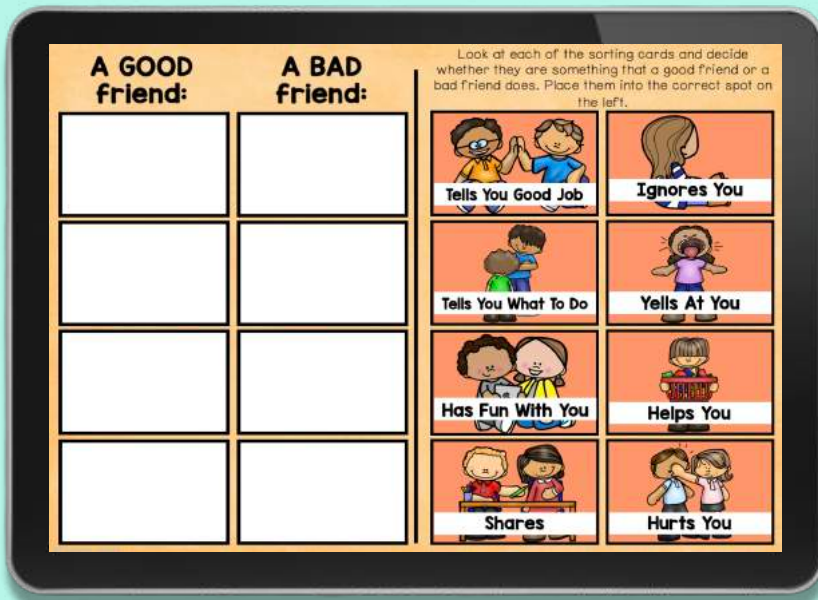 A GOOD
friend:
A BAD
friend:
Look at each of the sorting cards and decide
whether they are something that a good friend or a
bad friend does. Place them into the correct spot on
the left.
Tells You Good Job
Ignores You
Tells You What To Do
Yells At You
Has Fun With You
Helps You
Shares
Hurts You